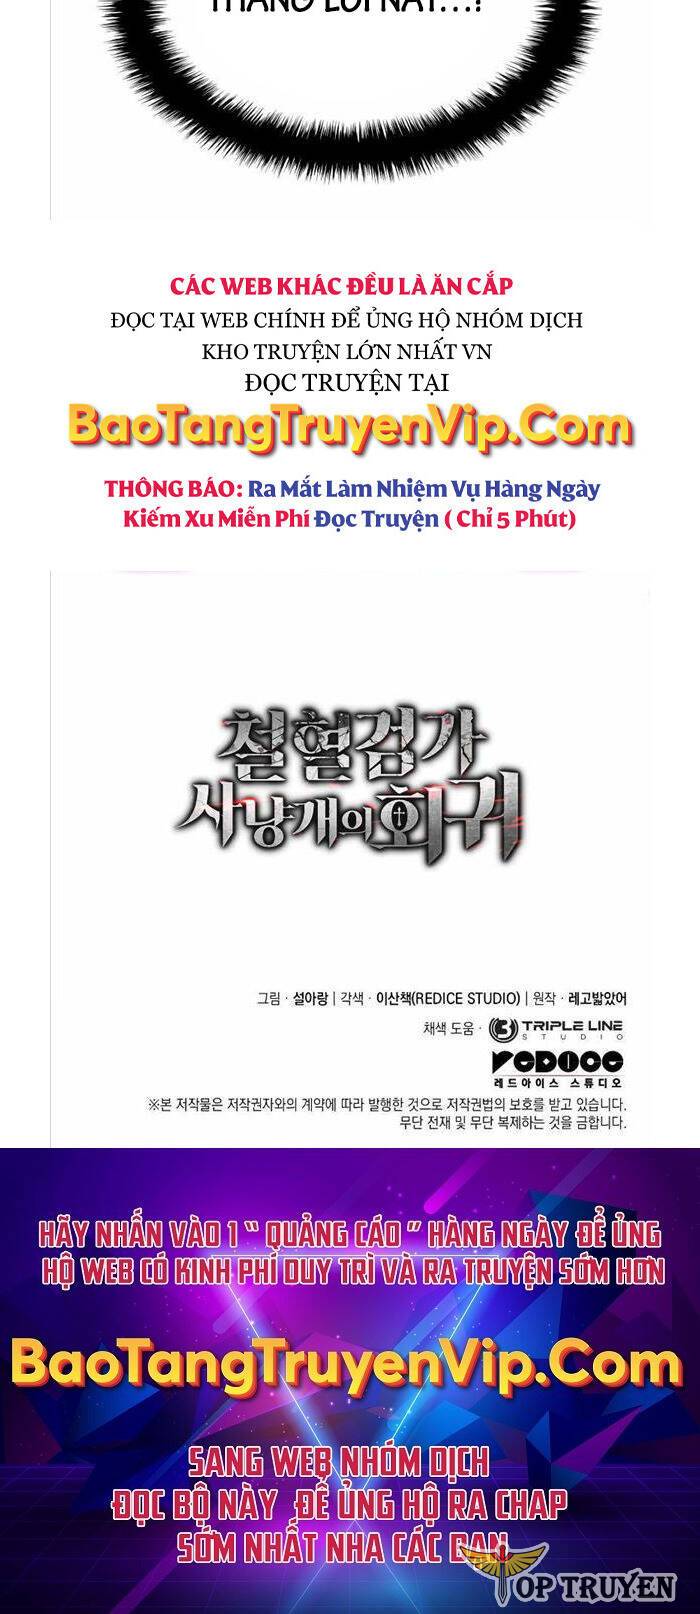 THẰNG LỎI NÀY...?
CÁC WEB KHÁC ĐỀU LÀ ĂN CẮP
ĐỌC TẠI WEB CHÍNH ĐỂ ỦNG HỘ NHÓM DỊCH
KHO TRUYỆN LỚN NHẤT VN
ĐỌC TRUYỆN TẠI
BaoTangTruyenVip.Com
THÔNG BÁO: Ra Mắt Làm Nhiệm Vụ Hàng Ngày
Kiếm Xu Miễn Phí Đọc Truyện ( Chỉ 5 Phút)
철혈검가
사냥개의 회귀
그림 · 설아랑 | 각색 · 이산책(REDICE STUDIO) | 원작 · 레고밟았어
채색 도움 · TRIPLE LINE
STUDIO
REDICE
레드아이스 스튜디오
※본 저작물은 저작권자와의 계약에 따라 발행한 것으로 저작권법의 보호를 받고 있습니다.
무단 전재 및 무단 복제하는 것을 금합니다.
HÃY NHẤN VÀO 1 " QUẢNG CÁO " HÀNG NGÀY ĐỂ ỦNG
HỘ WEB CÓ KINH PHÍ DUY TRÌ VÀ RA TRUYỆN SỚM HƠN
BaoTangTruyenVip.Com
SANG WEB NHÓM DỊCH
ĐỌC BỘ NÀY ĐỂ ỦNG HỘ RA CHAP
SỚM NHẤT NHA CÁC BẠN
TOP TRUYEN